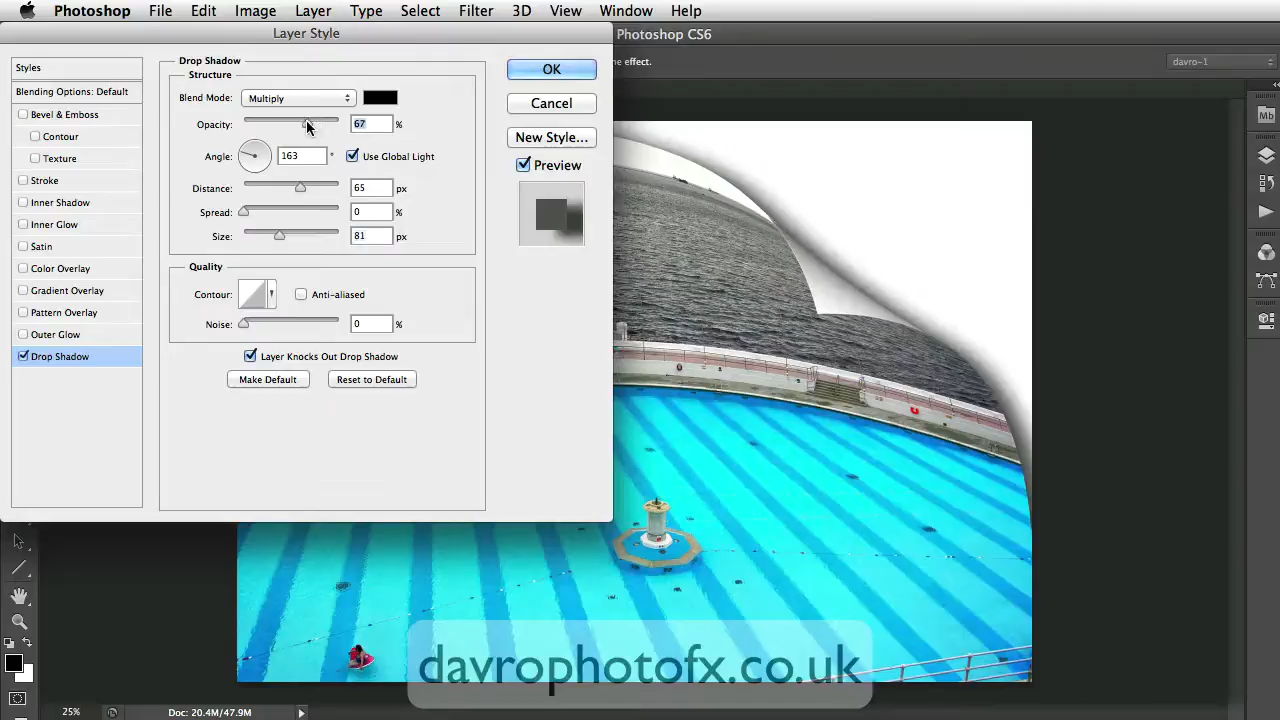 Photoshop File Edit Image Layer Type Select Filter 3D View Window Help
Layer Style
Photoshop CS6
the effect.
davro-1
Styles
Blending Options: Default
Bevel & Emboss
Contour
Texture
Stroke
Inner Shadow
Inner Glow
Satin
Color Overlay
Gradient Overlay
Pattern Overlay
Outer Glow
Drop Shadow
Drop Shadow
Structure
Blend Mode: Multiply
Opacity: 67 %
Angle: 163 ° Use Global Light
Distance: 65 px
Spread: 0 %
Size: 81 px
Quality
Contour: Anti-aliased
Noise: 0 %
Layer Knocks Out Drop Shadow
Make Default Reset to Default
OK
Cancel
New Style...
Preview
Mb
davrophotofx.co.uk
25% Doc: 20.4M/47.9M